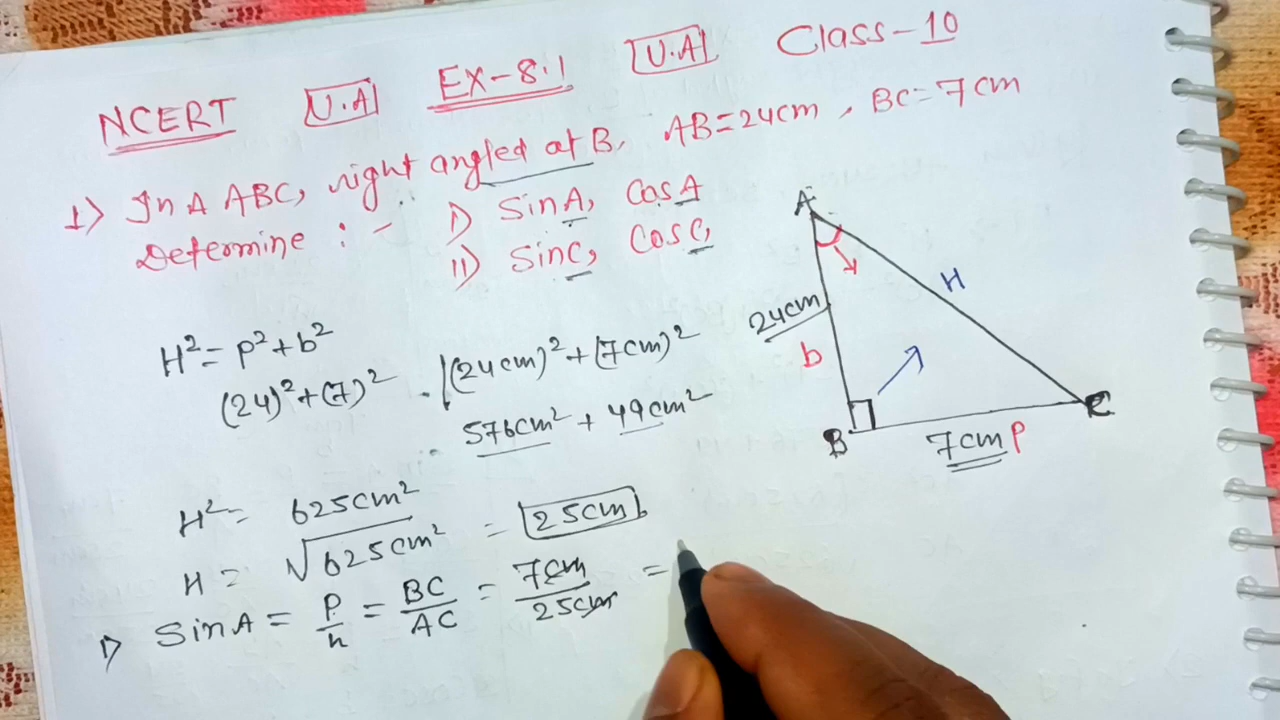 NCERT U.A EX-8.1 U.A Class-10
1) In Δ ABC, right angled at B, AB=24cm, BC=7cm
Determine :- I) SinA, CosA
II) SinC, CosC,
A
H
24cm
b
B
7cm P
C
H²= P²+b²
(24)²+(7)²
(24cm)²+(7cm)²
576cm² + 49cm²
H²= 625cm²
H = √625cm² = 25cm
I) SinA = P/h = BC/AC = 7cm/25cm =